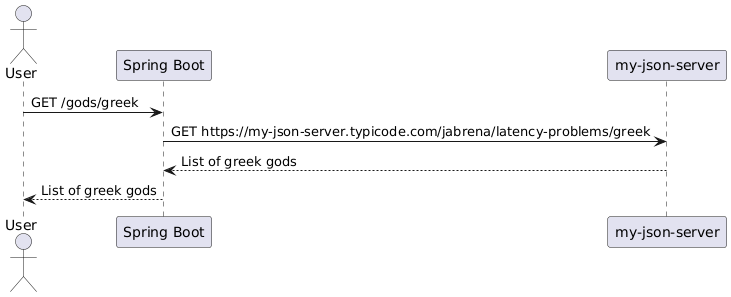 User
Spring Boot
my-json-server
GET /gods/greek
GET https://my-json-server.typicode.com/jabrena/latency-problems/greek
List of greek gods
List of greek gods
User
Spring Boot
my-json-server